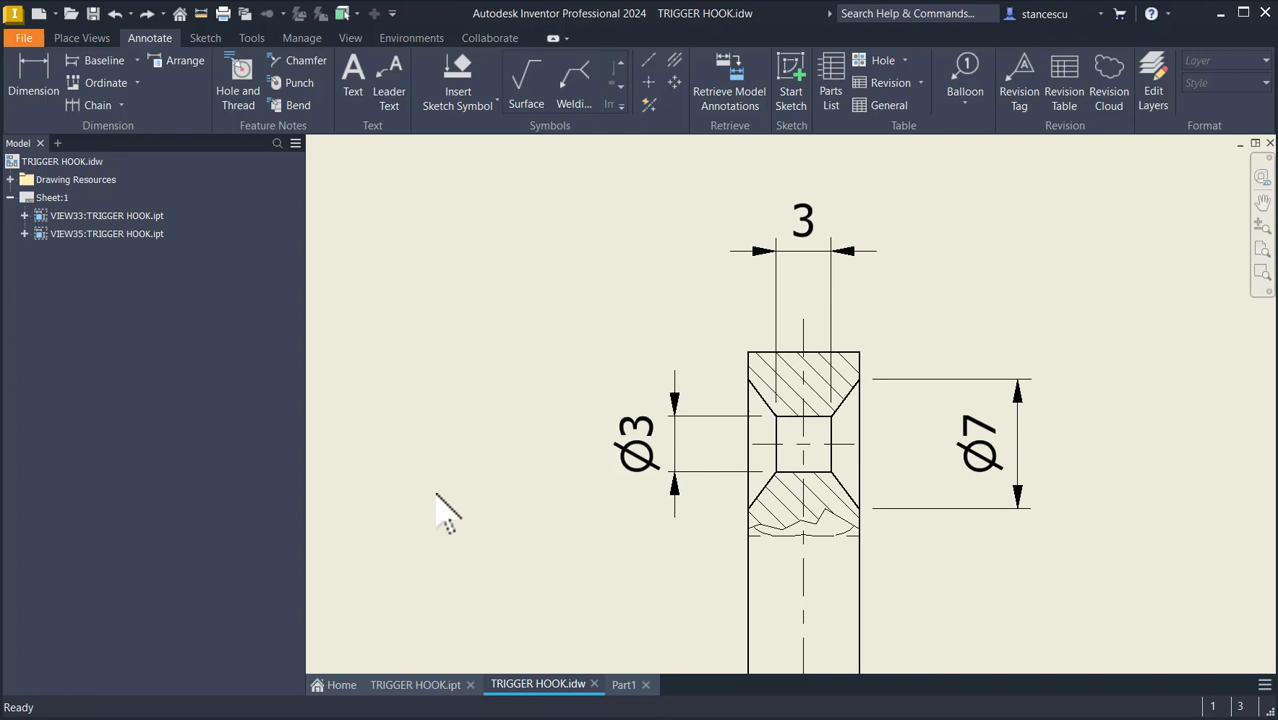 Autodesk Inventor Professional 2024 TRIGGER HOOK.idw
Search Help & Commands...
stancescu
File Place Views Annotate Sketch Tools Manage View Environments Collaborate
Dimension
Baseline
Ordinate
Chain
Arrange
Dimension
Hole and Thread
Chamfer
Punch
Bend
Feature Notes
Text
Leader Text
Text
Insert Sketch Symbol
Surface
Weldi...
Symbols
Retrieve Model Annotations
Retrieve
Start Sketch
Sketch
Parts List
Hole
Revision
General
Table
Balloon
Revision Tag
Revision Table
Revision Cloud
Revision
Edit Layers
Layer
Style
Format
Model
TRIGGER HOOK.idw
Drawing Resources
Sheet:1
VIEW33:TRIGGER HOOK.ipt
VIEW35:TRIGGER HOOK.ipt
3
Ø3
Ø7
Home TRIGGER HOOK.ipt TRIGGER HOOK.idw Part1
Ready
1 3